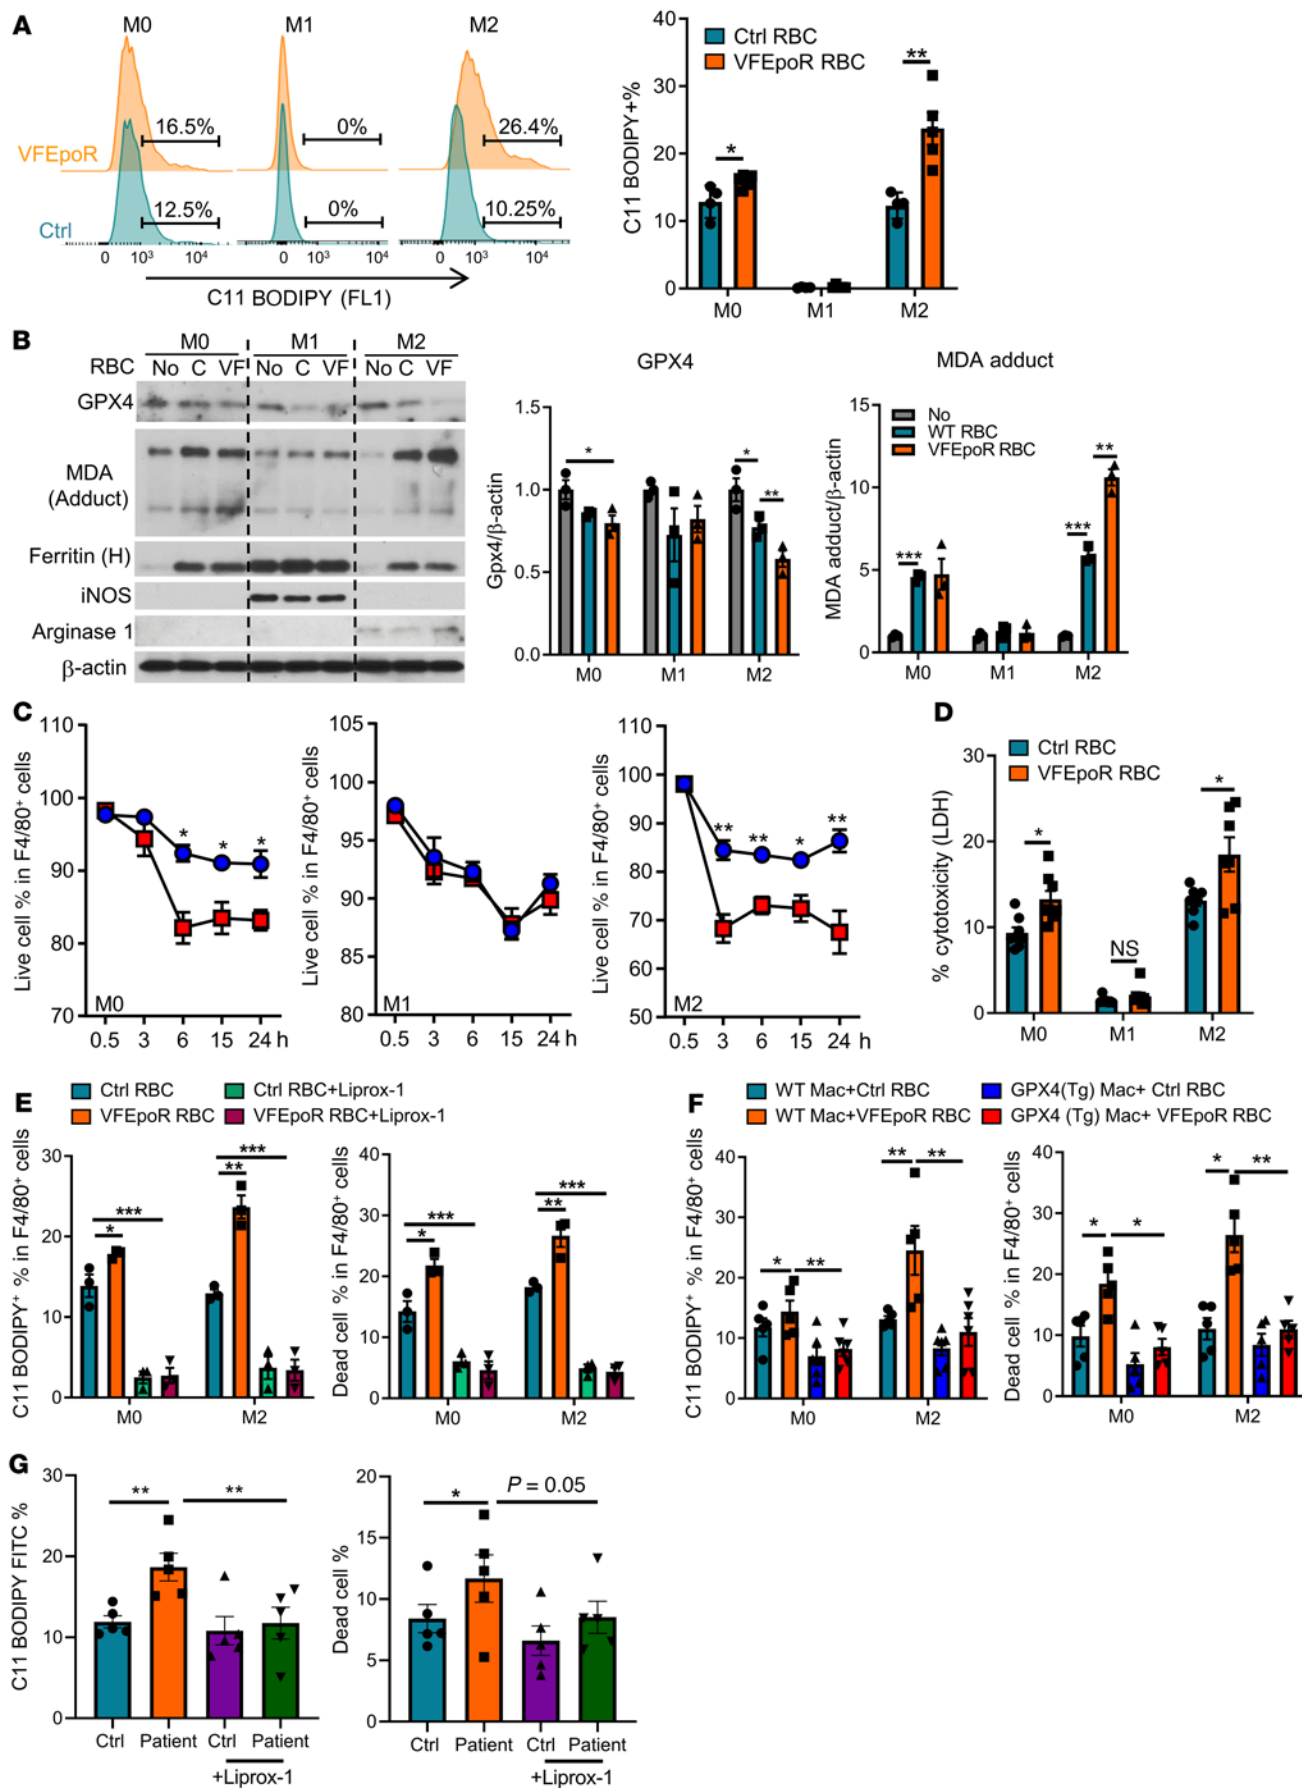 A
M0 M1 M2
VFEpoR
16.5% 0% 26.4%
Ctrl
12.5% 0% 10.25%
0 10³ 10⁴ 0 10³ 10⁴ 0 10³ 10⁴
C11 BODIPY (FL1)
Ctrl RBC
VFEpoR RBC
C11 BODIPY+%
40
30
20
10
0
* **
M0 M1 M2
B
M0 M1 M2
RBC No C VF No C VF No C VF
GPX4
MDA
(Adduct)
Ferritin (H)
iNOS
Arginase 1
β-actin
GPX4
Gpx4/β-actin
1.5
1.0
0.5
0.0
* * **
M0 M1 M2
MDA adduct
No
WT RBC
VFEpoR RBC
MDA adduct/β-actin
15
10
5
0
*** *** **
M0 M1 M2
C
Live cell % in F4/80⁺ cells
110
100
90
80
70
* * *
M0
0.5 3 6 15 24 h
Live cell % in F4/80⁺ cells
105
100
95
90
85
80
M1
0.5 3 6 15 24 h
Live cell % in F4/80⁺ cells
110
100
90
80
70
60
50
** ** * **
M2
0.5 3 6 15 24 h
D
Ctrl RBC
VFEpoR RBC
% cytotoxicity (LDH)
30
20
10
0
* NS *
M0 M1 M2
E
Ctrl RBC
VFEpoR RBC
Ctrl RBC+Liprox-1
VFEpoR RBC+Liprox-1
C11 BODIPY⁺ % in F4/80⁺ cells
30
20
10
0
*** * *** **
M0 M2
Dead cell % in F4/80⁺ cells
40
30
20
10
0
*** * *** **
M0 M2
F
WT Mac+Ctrl RBC
WT Mac+VFEpoR RBC
GPX4(Tg) Mac+ Ctrl RBC
GPX4 (Tg) Mac+ VFEpoR RBC
C11 BODIPY⁺ % in F4/80⁺ cells
40
30
20
10
0
* ** ** **
M0 M2
Dead cell % in F4/80⁺ cells
40
30
20
10
0
* * * **
M0 M2
G
C11 BODIPY FITC %
30
20
10
0
** **
Ctrl Patient Ctrl Patient
+Liprox-1
Dead cell %
20
15
10
5
0
* P = 0.05
Ctrl Patient Ctrl Patient
+Liprox-1